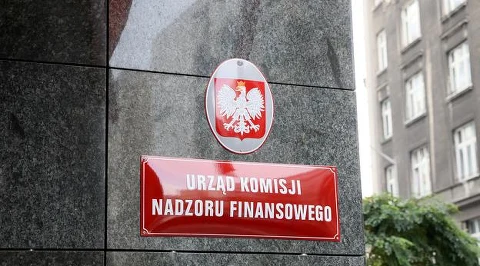 URZĄD KOMISJI
NADZORU FINANSOWEGO